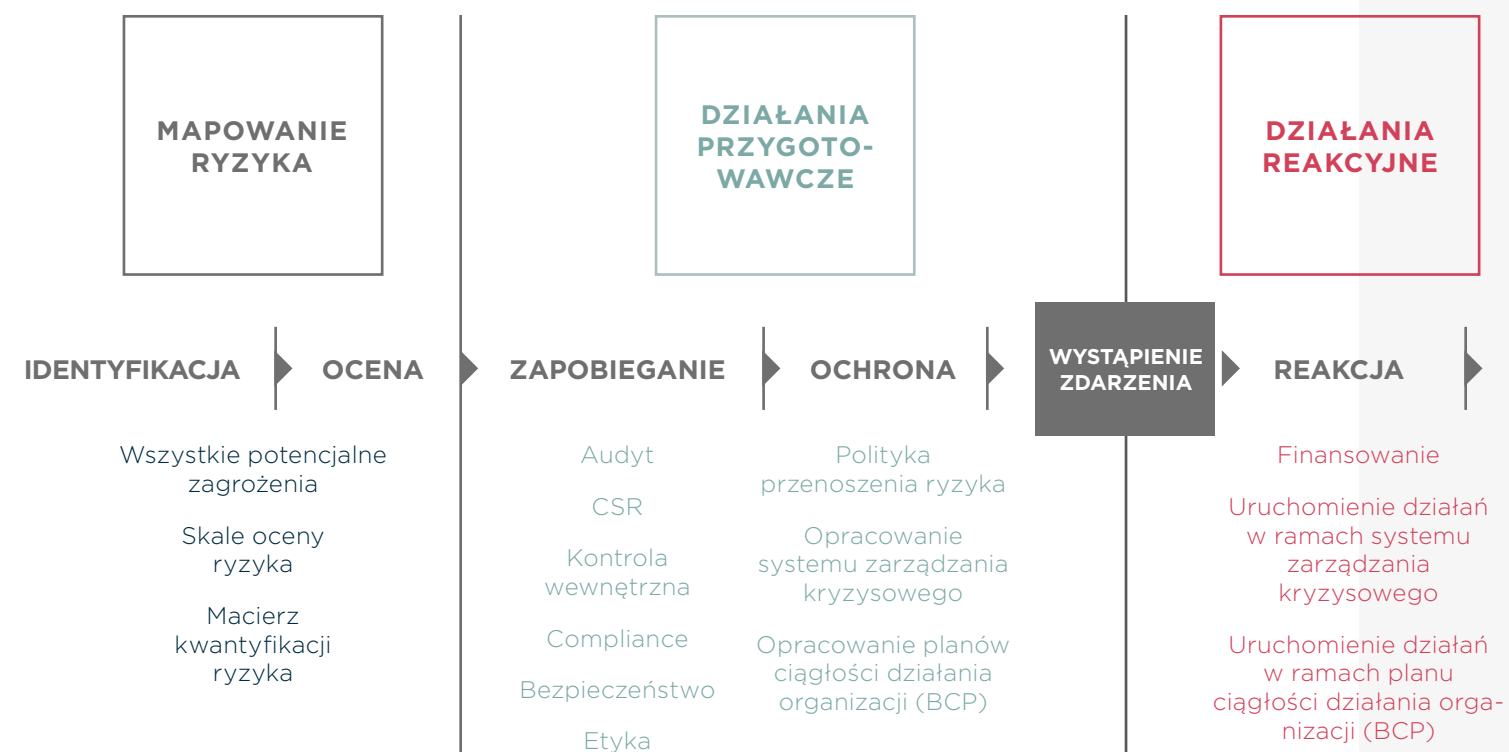 MAPOWANIE
RYZYKA
DZIAŁANIA
PRZYGOTO-
WAWCZE
DZIAŁANIA
REAKCYJNE
IDENTYFIKACJA
OCENA
ZAPOBIEGANIE
OCHRONA
WYSTĄPIENIE
ZDARZENIA
REAKCJA
Wszystkie potencjalne
zagrożenia
Skale oceny
ryzyka
Macierz
kwantyfikacji
ryzyka
Audyt
CSR
Kontrola
wewnętrzna
Compliance
Bezpieczeństwo
Etyka
Polityka
przenoszenia ryzyka
Opracowanie
systemu zarządzania
kryzysowego
Opracowanie planów
ciągłości działania
organizacji (BCP)
Finansowanie
Uruchomienie działań
w ramach systemu
zarządzania
kryzysowego
Uruchomienie działań
w ramach planu
ciągłości działania orga-
nizacji (BCP)